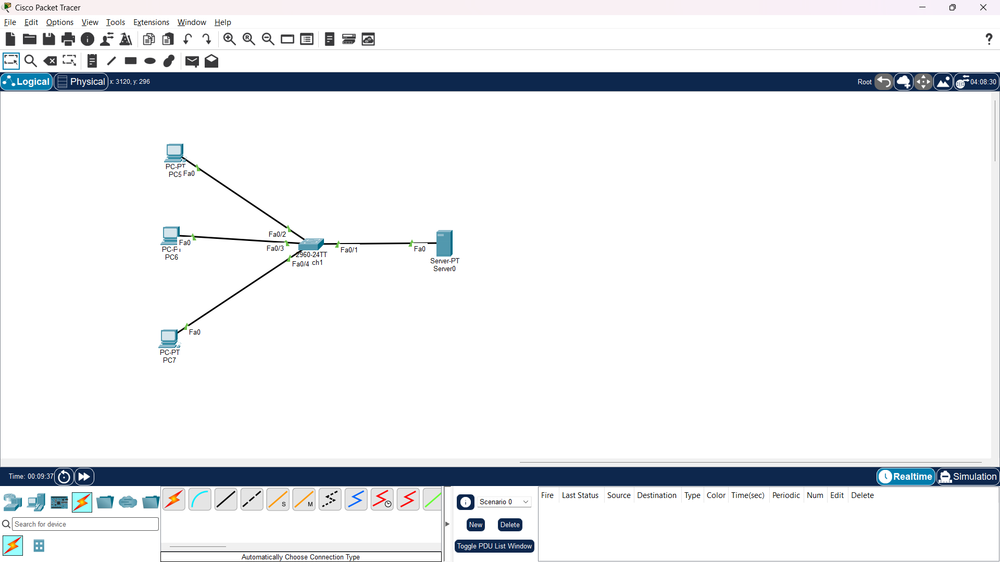 Cisco Packet Tracer
File Edit Options View Tools Extensions Window Help
Logical Physical x: 3120, y: 296 Root 04:08:30
PC-PT
PC5 Fa0
Fa0/2
Fa0
PC-P
PC6
Fa0/3
2960-24TT
Fa0/4 ch1
Fa0/1
Fa0
Server-PT
Server0
Fa0
PC-PT
PC7
Time: 00:09:37 Realtime Simulation
S M
Scenario 0
Fire Last Status Source Destination Type Color Time(sec) Periodic Num Edit Delete
Search for device
New Delete
Toggle PDU List Window
Automatically Choose Connection Type